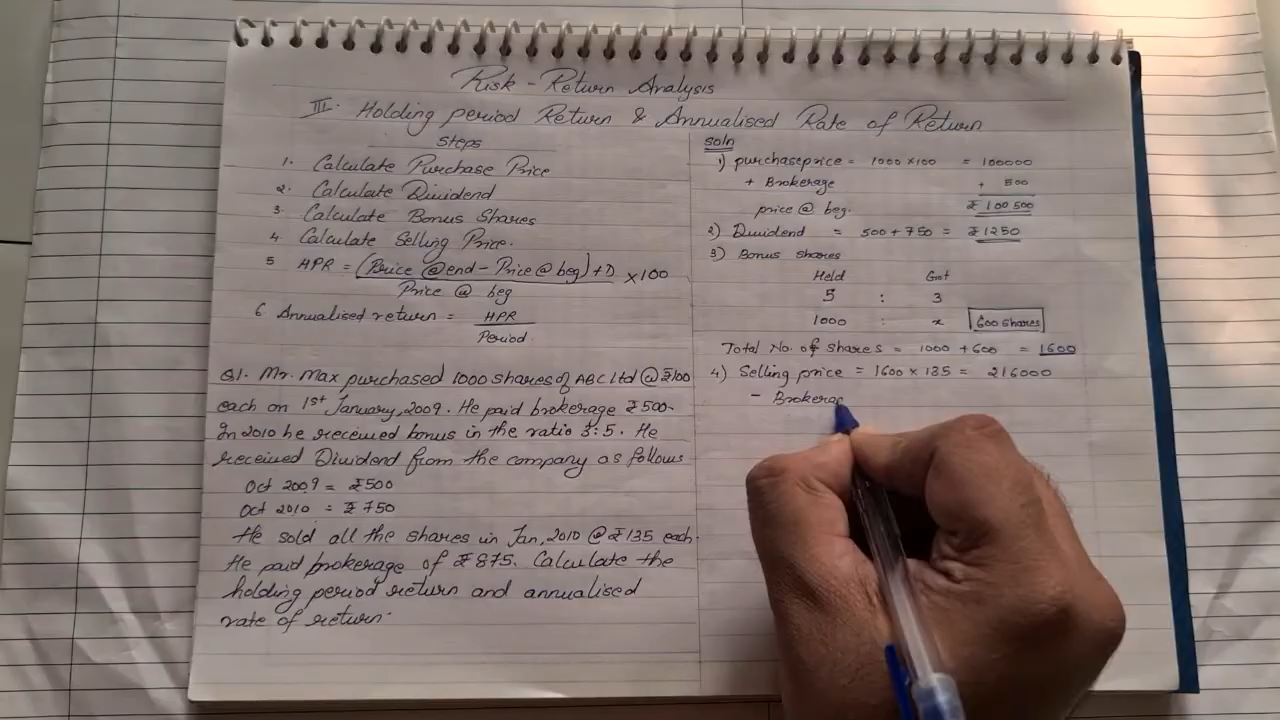 Risk - Return Analysis
III. Holding period Return & Annualised Rate of Return
Steps
1. Calculate Purchase Price
2. Calculate Dividend
3. Calculate Bonus Shares
4 Calculate Selling Price.
5 HPR = (Price @end - Price @ beg) + D × 100
Price @ beg
6 Annualised return = HPR
Period.
Q1. Mr. Max purchased 1000 shares of ABC Ltd @ ₹100
each on 1st January, 2009. He paid brokerage ₹500.
In 2010 he received bonus in the ratio 3:5. He
received Dividend from the company as follows
Oct 2009 = ₹500
Oct 2010 = ₹750
He sold all the shares in Jan, 2010 @ ₹135 each.
He paid brokerage of ₹875. Calculate the
holding period return and annualised
rate of return.
Soln
1) purchase price = 1000 × 100 = 100000
+ Brokerage + 500
price @ beg. ₹ 100 500
2) Dividend = 500 + 750 = ₹1250
3) Bonus shares
Held Got
5 : 3
1000 : x 600 shares
Total No. of shares = 1000 + 600 = 1600
4) Selling price = 1600 × 135 = 216000
- Brokerag